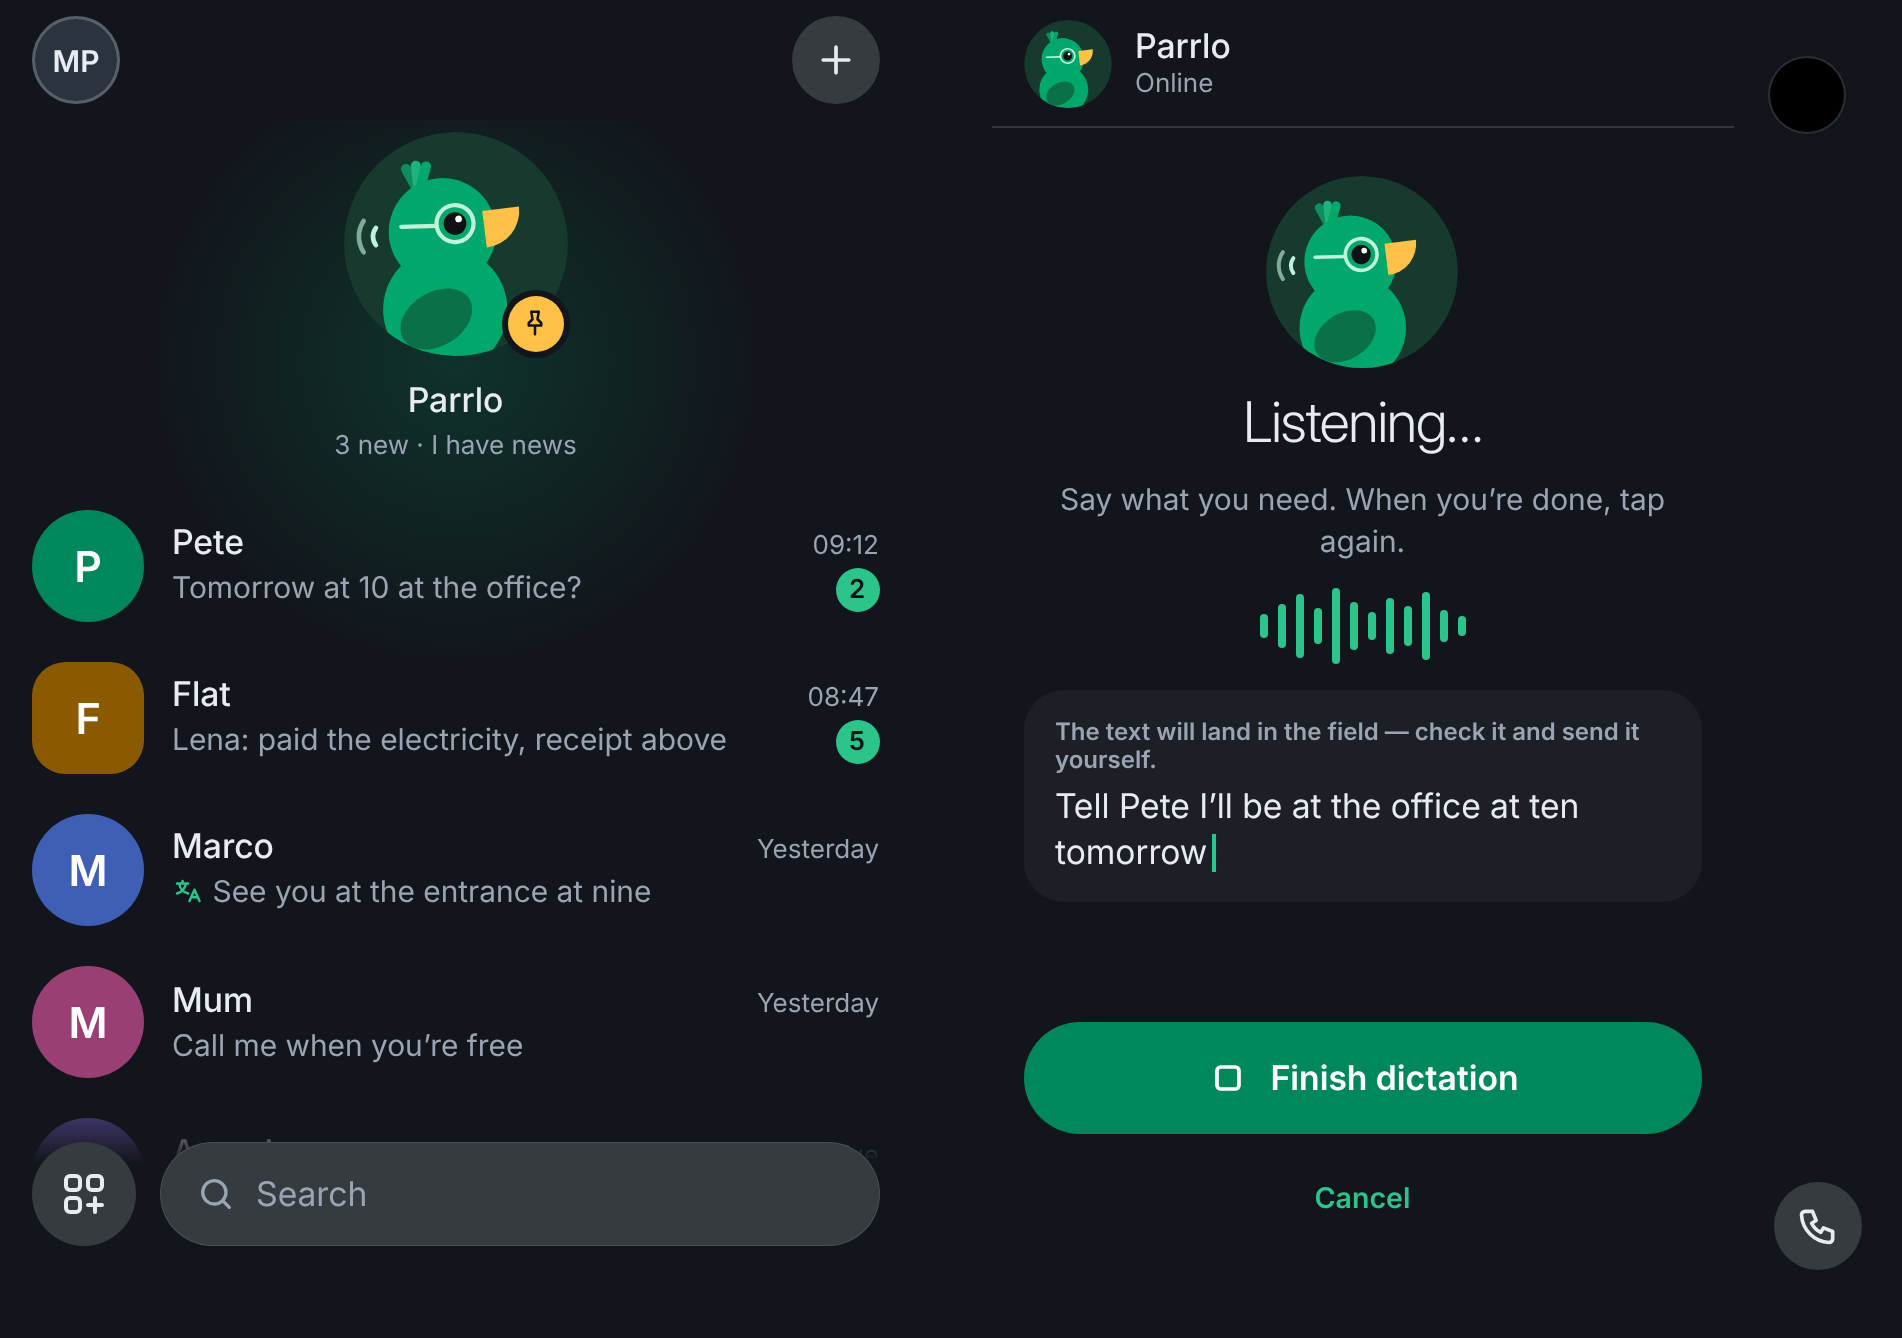 MP
Parrlo
3 new · I have news
P
Pete
09:12
Tomorrow at 10 at the office?
2
F
Flat
08:47
Lena: paid the electricity, receipt above
5
M
Marco
Yesterday
See you at the entrance at nine
M
Mum
Yesterday
Call me when you’re free
Search
Parrlo
Online
Listening...
Say what you need. When you’re done, tap
again.
The text will land in the field — check it and send it
yourself.
Tell Pete I’ll be at the office at ten
tomorrow
Finish dictation
Cancel